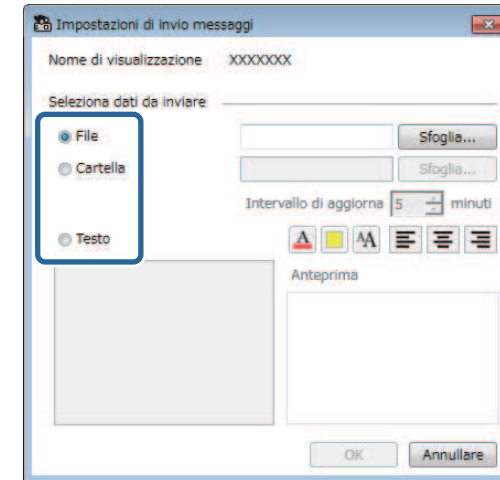 Impostazioni di invio messaggi
Nome di visualizzazione XXXXXXX
Seleziona dati da inviare
File Sfoglia...
Cartella Sfoglia...
Intervallo di aggiorna 5 minuti
Testo A AA
Anteprima
OK Annullare